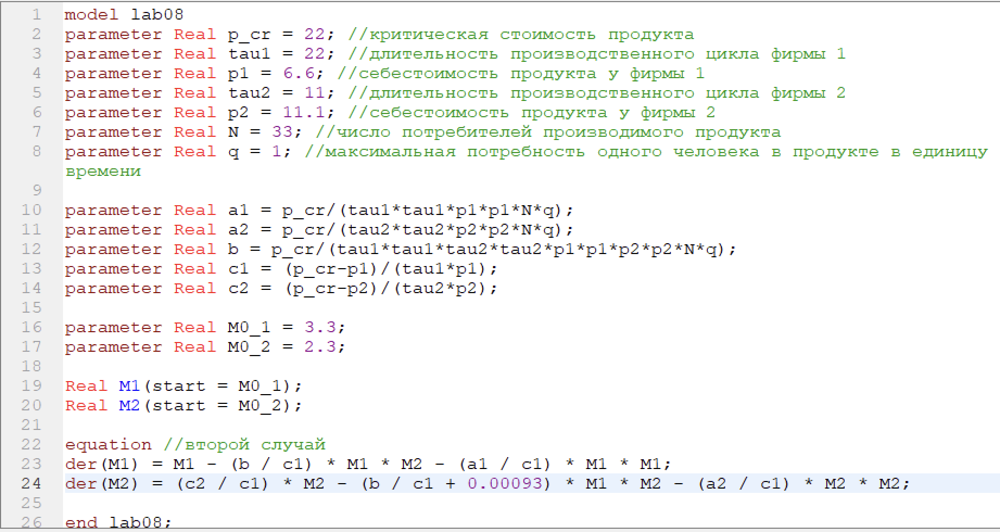 1 model lab08
2 parameter Real p_cr = 22; //критическая стоимость продукта
3 parameter Real tau1 = 22; //длительность производственного цикла фирмы 1
4 parameter Real p1 = 6.6; //себестоимость продукта у фирмы 1
5 parameter Real tau2 = 11; //длительность производственного цикла фирмы 2
6 parameter Real p2 = 11.1; //себестоимость продукта у фирмы 2
7 parameter Real N = 33; //число потребителей производимого продукта
8 parameter Real q = 1; //максимальная потребность одного человека в продукте в единицу
времени
9
10 parameter Real a1 = p_cr/(tau1*tau1*p1*p1*N*q);
11 parameter Real a2 = p_cr/(tau2*tau2*p2*p2*N*q);
12 parameter Real b = p_cr/(tau1*tau1*tau2*tau2*p1*p1*p2*p2*N*q);
13 parameter Real c1 = (p_cr-p1)/(tau1*p1);
14 parameter Real c2 = (p_cr-p2)/(tau2*p2);
15
16 parameter Real M0_1 = 3.3;
17 parameter Real M0_2 = 2.3;
18
19 Real M1(start = M0_1);
20 Real M2(start = M0_2);
21
22 equation //второй случай
23 der(M1) = M1 - (b / c1) * M1 * M2 - (a1 / c1) * M1 * M1;
24 der(M2) = (c2 / c1) * M2 - (b / c1 + 0.00093) * M1 * M2 - (a2 / c1) * M2 * M2;
25
26 end lab08;